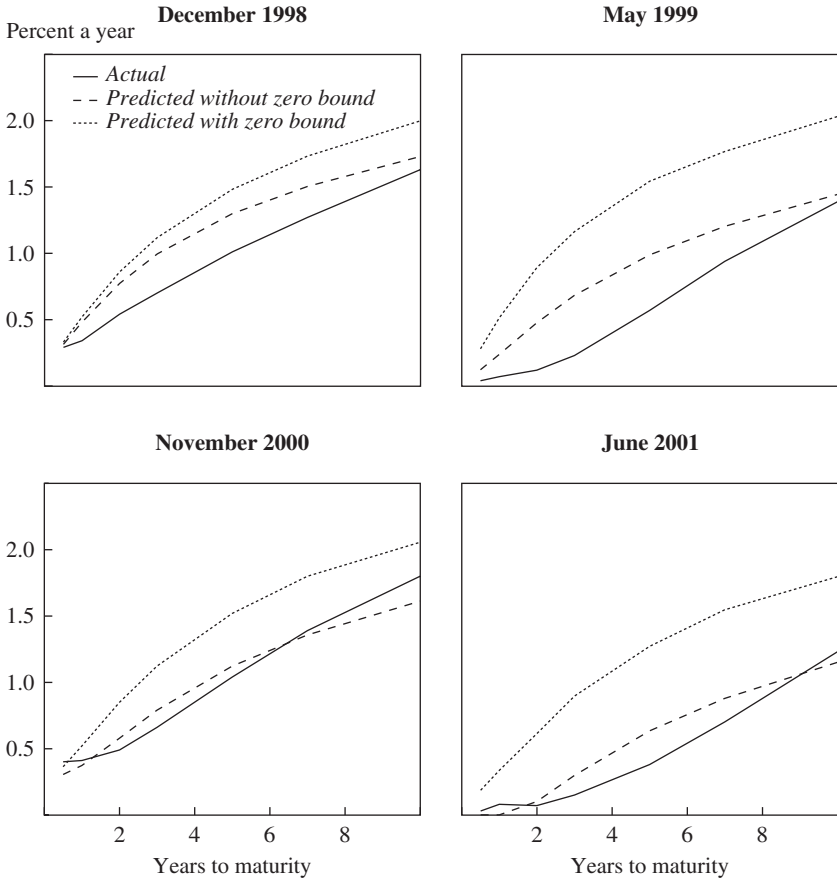 December 1998
May 1999
Percent a year
Actual
Predicted without zero bound
Predicted with zero bound
2.0
1.5
1.0
0.5
November 2000
June 2001
2.0
1.5
1.0
0.5
2 4 6 8
2 4 6 8
Years to maturity
Years to maturity